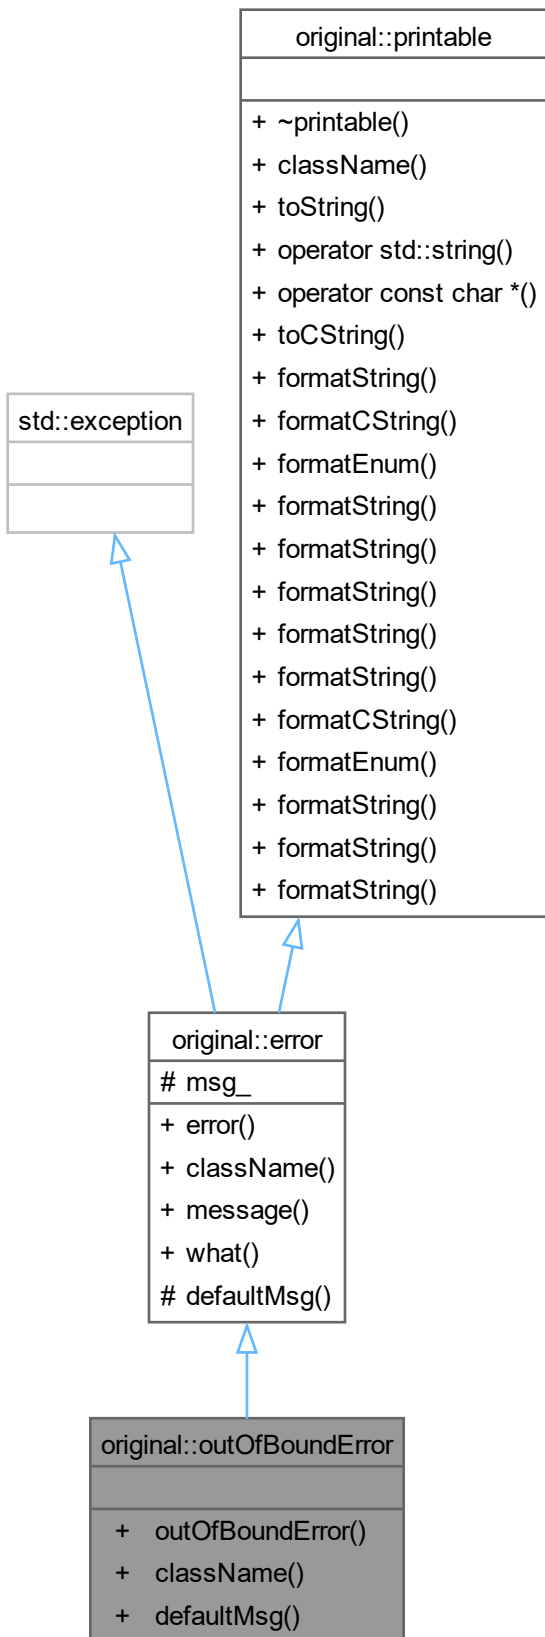 original::printable
+ ~printable()
+ className()
+ toString()
+ operator std::string()
+ operator const char *()
+ toCString()
+ formatString()
+ formatCString()
+ formatEnum()
+ formatString()
+ formatString()
+ formatString()
+ formatString()
+ formatString()
+ formatCString()
+ formatEnum()
+ formatString()
+ formatString()
+ formatString()
std::exception
original::error
# msg_
+ error()
+ className()
+ message()
+ what()
# defaultMsg()
original::outOfBoundError
+ outOfBoundError()
+ className()
+ defaultMsg()